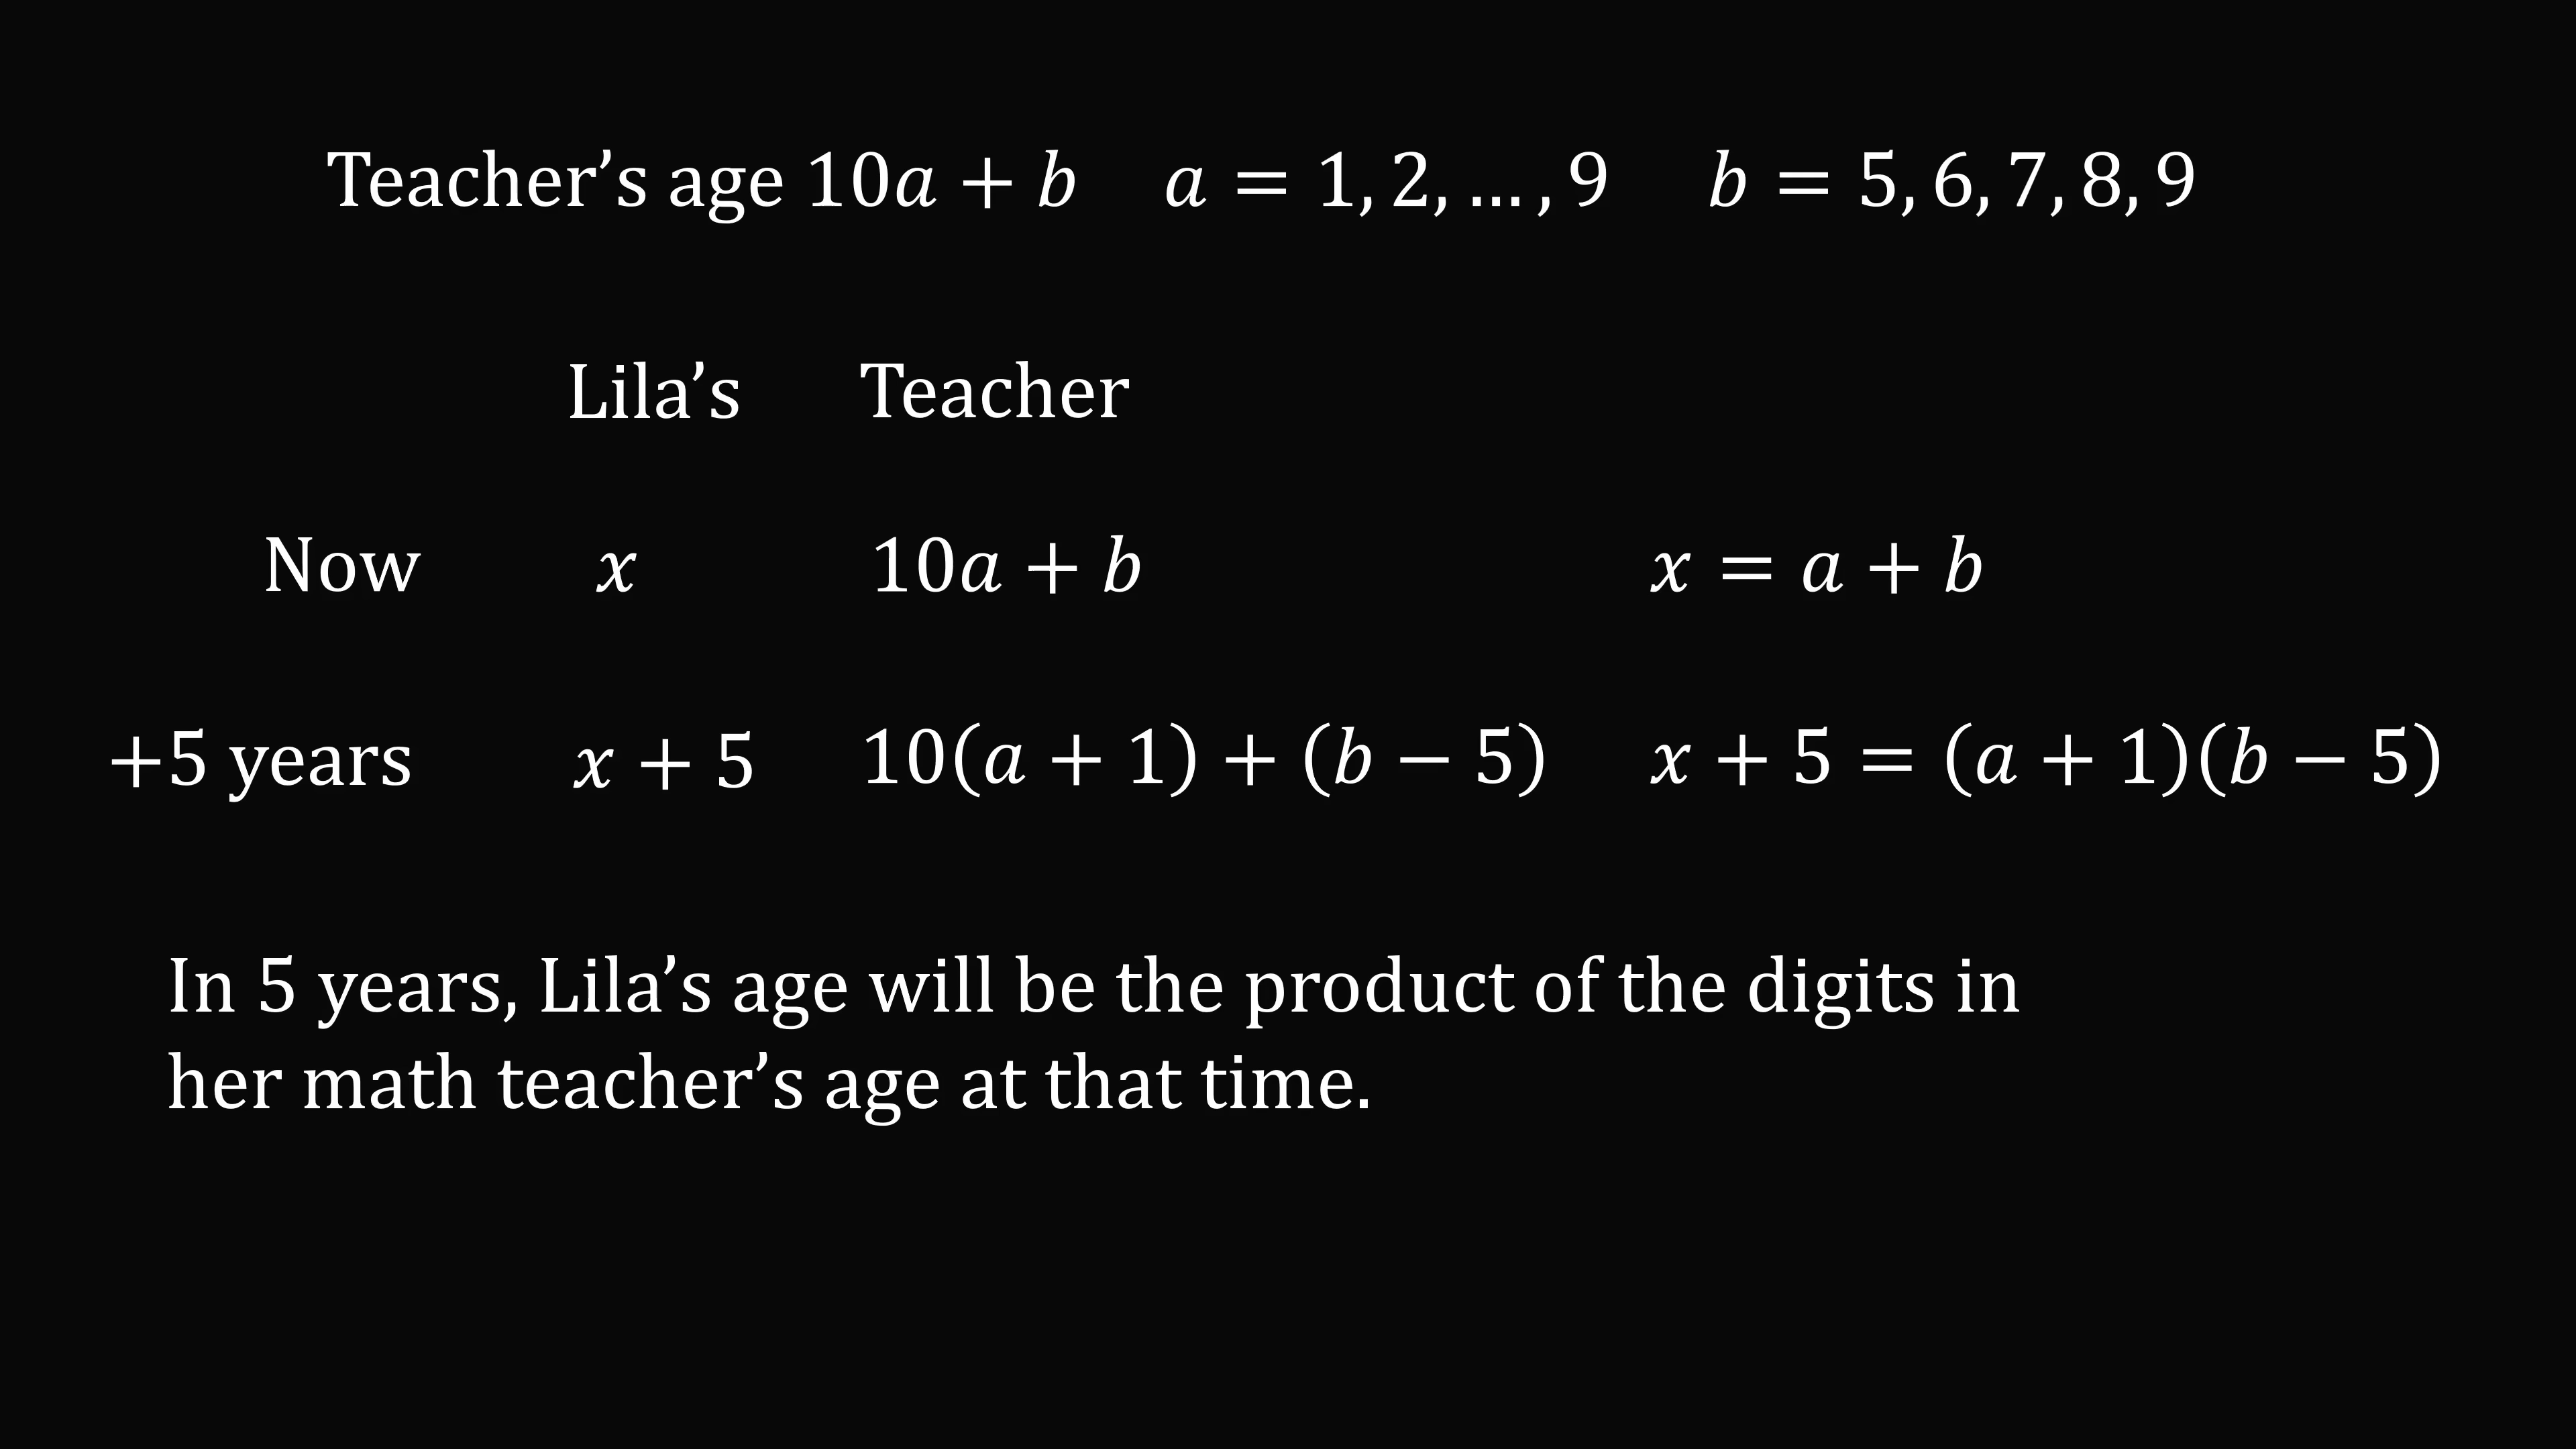 Teacher’s age 10a + b a = 1, 2, … , 9 b = 5, 6, 7, 8, 9
Lila’s Teacher
Now x 10a + b x = a + b
+5 years x + 5 10(a + 1) + (b − 5) x + 5 = (a + 1)(b − 5)
In 5 years, Lila’s age will be the product of the digits in
her math teacher’s age at that time.